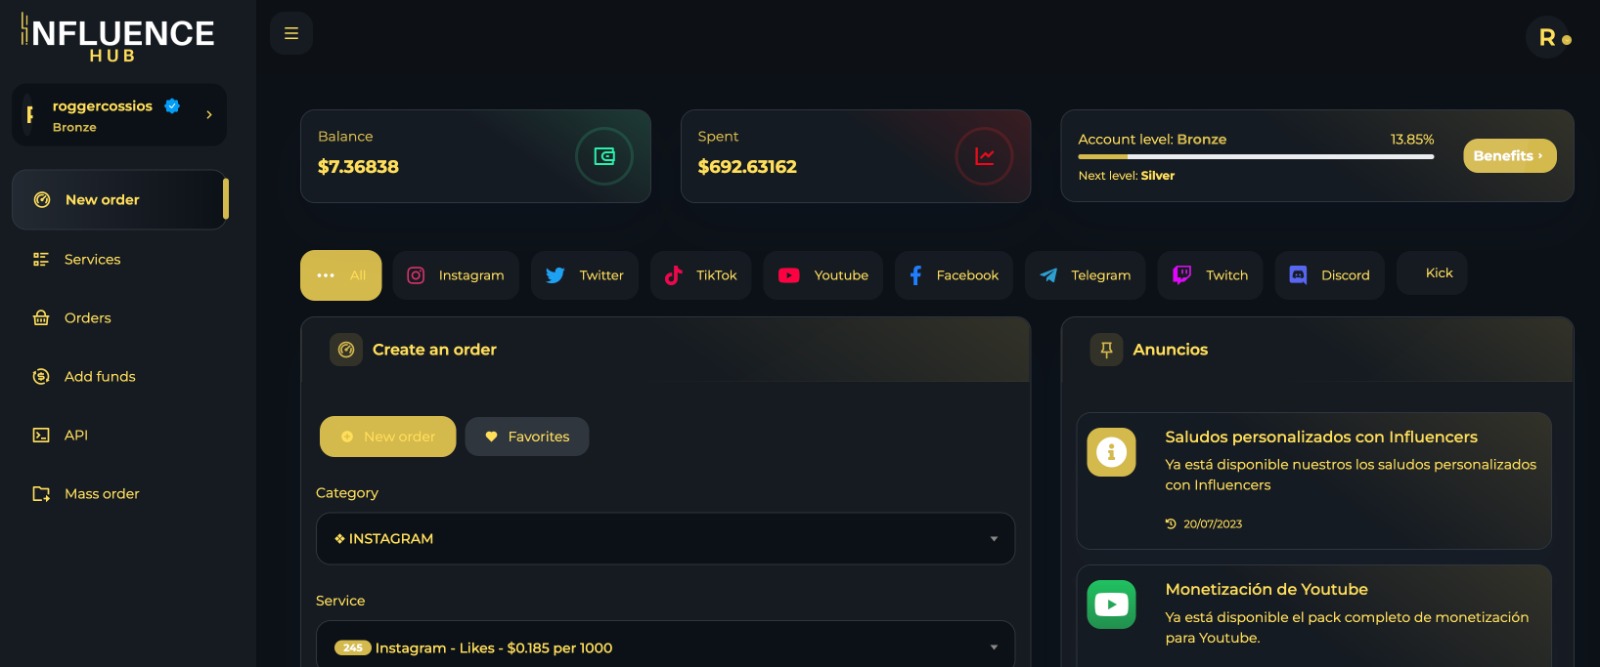 INFLUENCE
HUB
R
roggercossios
Bronze
New order
Services
Orders
Add funds
API
Mass order
Balance
$7.36838
Spent
$692.63162
Account level: Bronze
13.85%
Next level: Silver
Benefits ›
All
Instagram
Twitter
TikTok
Youtube
Facebook
Telegram
Twitch
Discord
Kick
Create an order
New order
Favorites
Category
❖ INSTAGRAM
Service
245 Instagram - Likes - $0.185 per 1000
Anuncios
Saludos personalizados con Influencers
Ya está disponible nuestros los saludos personalizados
con Influencers
20/07/2023
Monetización de Youtube
Ya está disponible el pack completo de monetización
para Youtube.